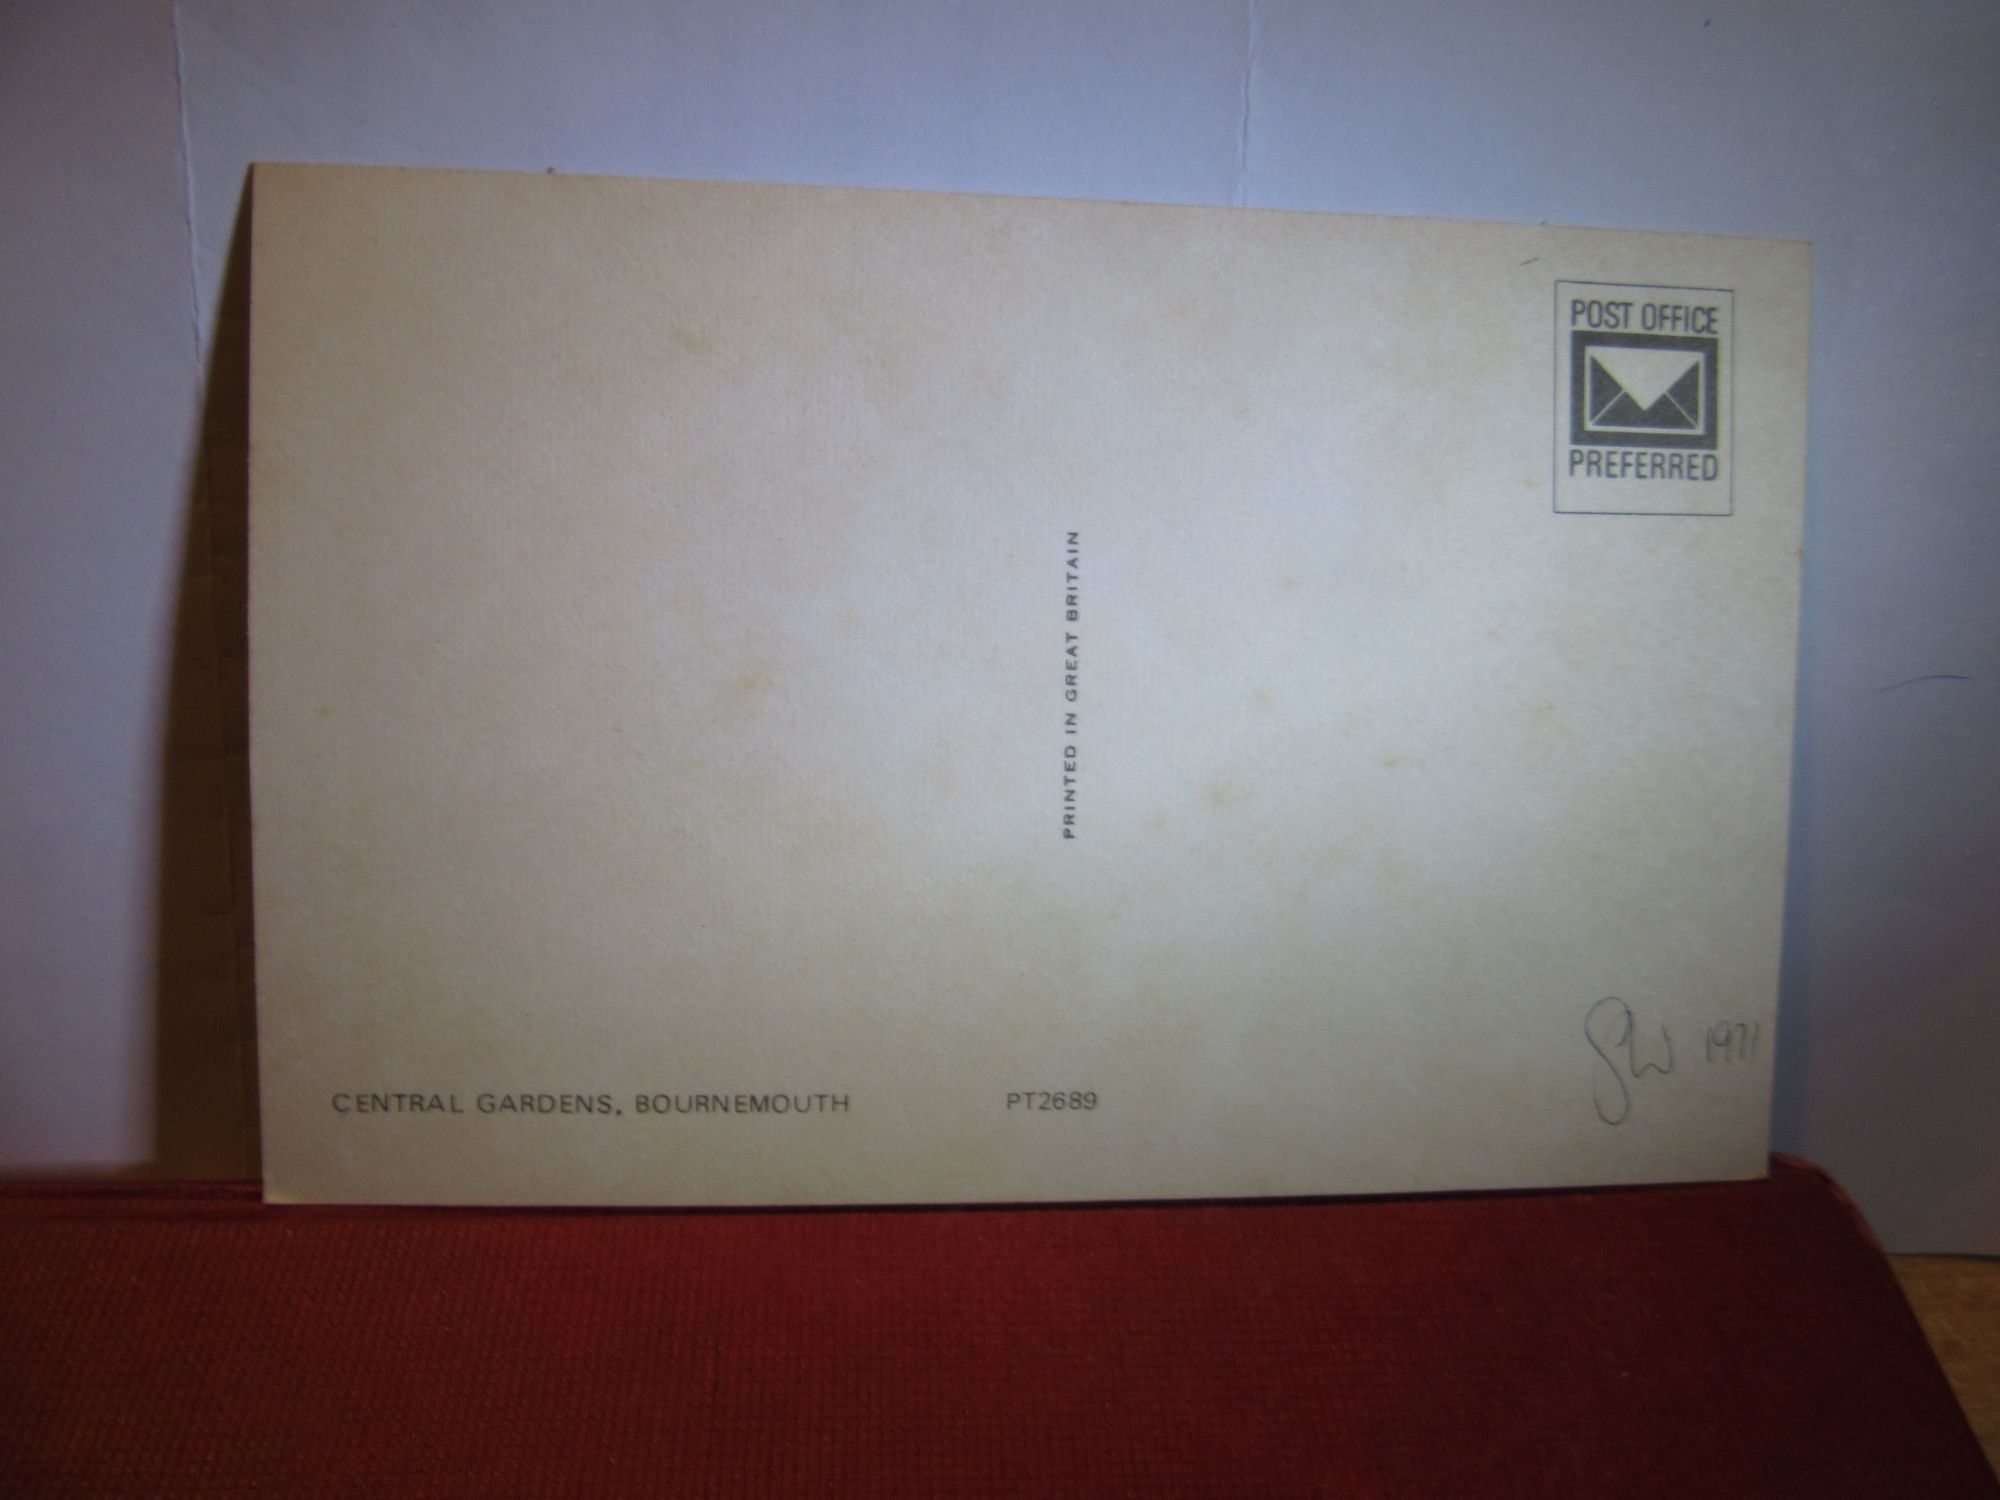 POST OFFICE
PREFERRED
PRINTED IN GREAT BRITAIN
CENTRAL GARDENS, BOURNEMOUTH
PT2689
1971